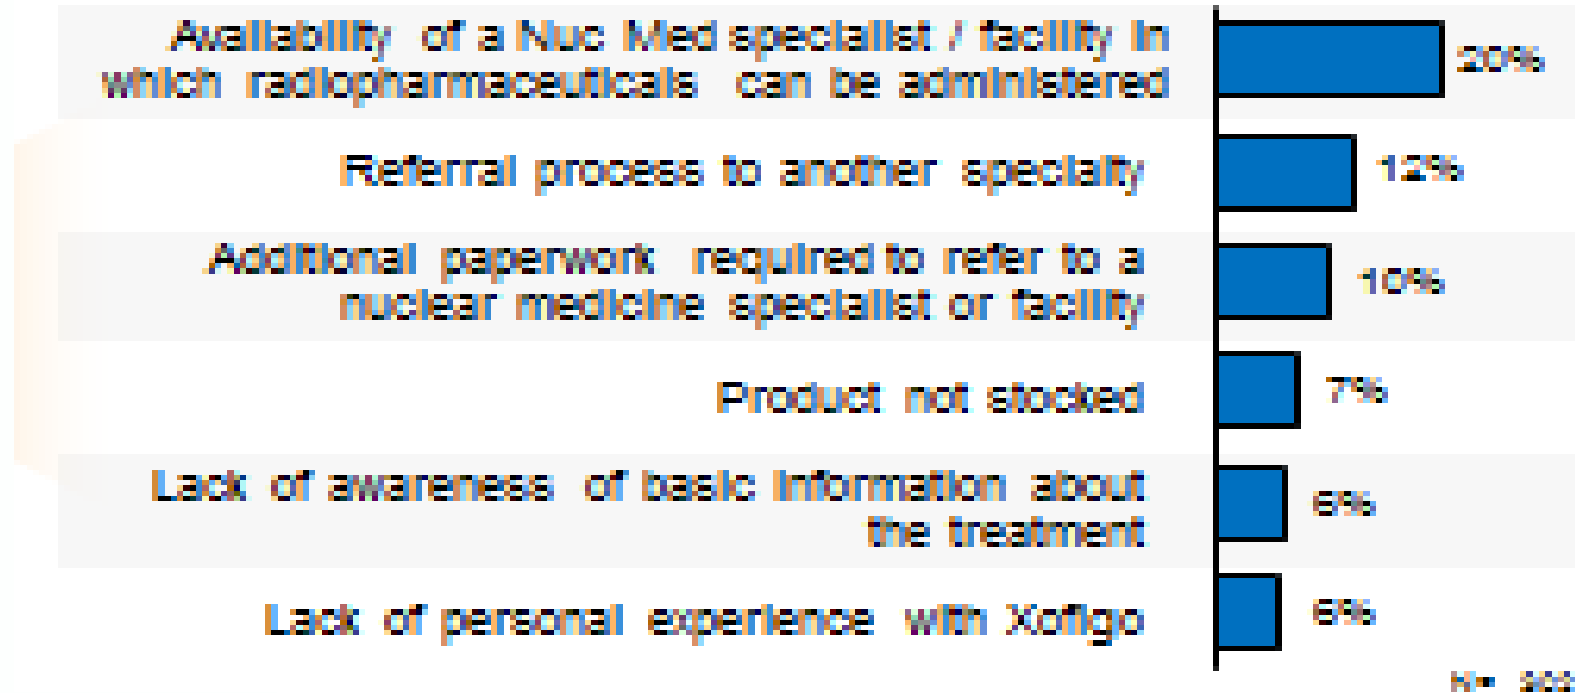 Availability of a Nuc Med specialist / facility in
which radiopharmaceuticals can be administered
20%
Referral process to another specialty
12%
Additional paperwork required to refer to a
nuclear medicine specialist or facility
10%
Product not stocked
7%
Lack of awareness of basic information about
the treatment
6%
Lack of personal experience with Xofigo
6%
N=